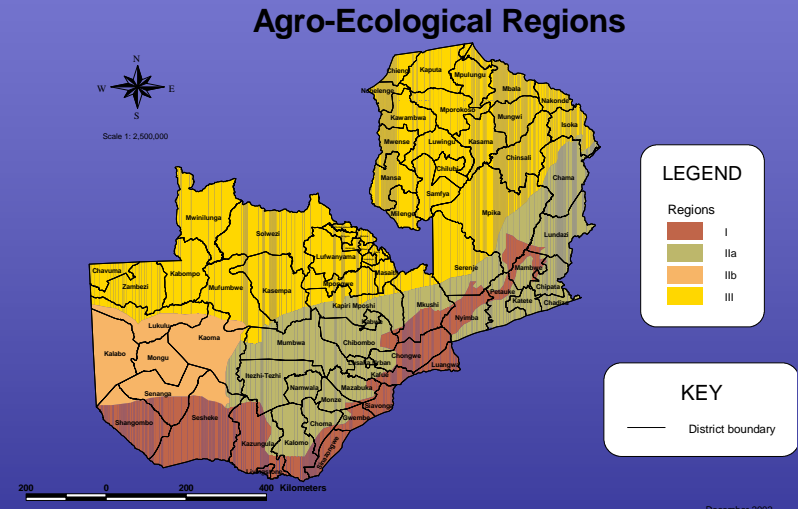 Agro-Ecological Regions
N
W E
S
Scale 1: 2,500,000
Chiengi
Kaputa
Mpulungu
Mbala
Nakonde
Isoka
Kawambwa
Mporokoso
Mungwi
Mwense
Luwingu
Kasama
Chinsali
Mansa
Chilubi
Samfya
Milenge
Mpika
Chama
Lundazi
Mwinilunga
Solwezi
Lufwanyama
Masaiti
Mpongwe
Chavuma
Zambezi
Kabompo
Mufumbwe
Kasempa
Kapiri Mposhi
Mkushi
Serenje
Mambwe
Chipata
Petauke
Katete
Chadiza
Nyimba
Lukulu
Kaoma
Kalabo
Mongu
Senanga
Mumbwa
Chibombo
Chongwe
Luangwa
Kafue
Itezhi-Tezhi
Namwala
Mazabuka
Monze
Siavonga
Gwembe
Choma
Kalomo
Shangombo
Sesheke
Kazungula
LEGEND
Regions
I
IIa
IIb
III
KEY
District boundary
200 0 200 400 Kilometers